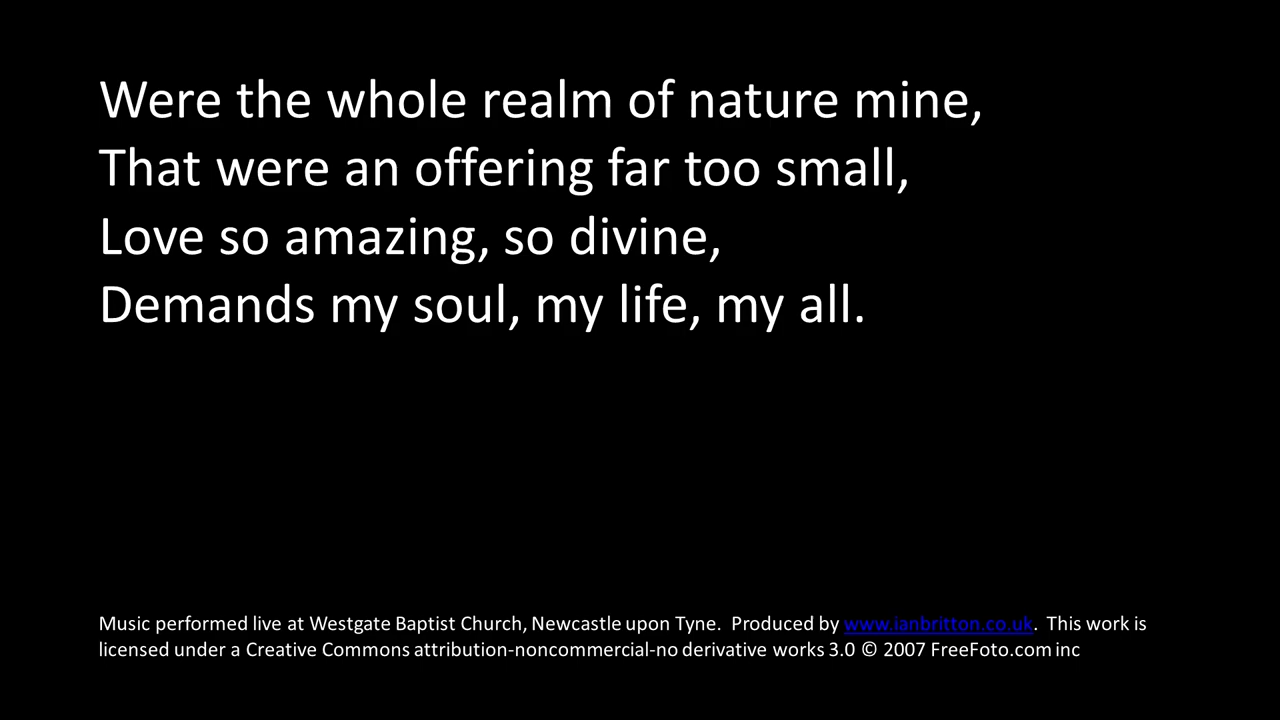 Were the whole realm of nature mine,
That were an offering far too small,
Love so amazing, so divine,
Demands my soul, my life, my all.
Music performed live at Westgate Baptist Church, Newcastle upon Tyne.  Produced by www.ianbritton.co.uk.  This work is
licensed under a Creative Commons attribution-noncommercial-no derivative works 3.0 © 2007 FreeFoto.com inc